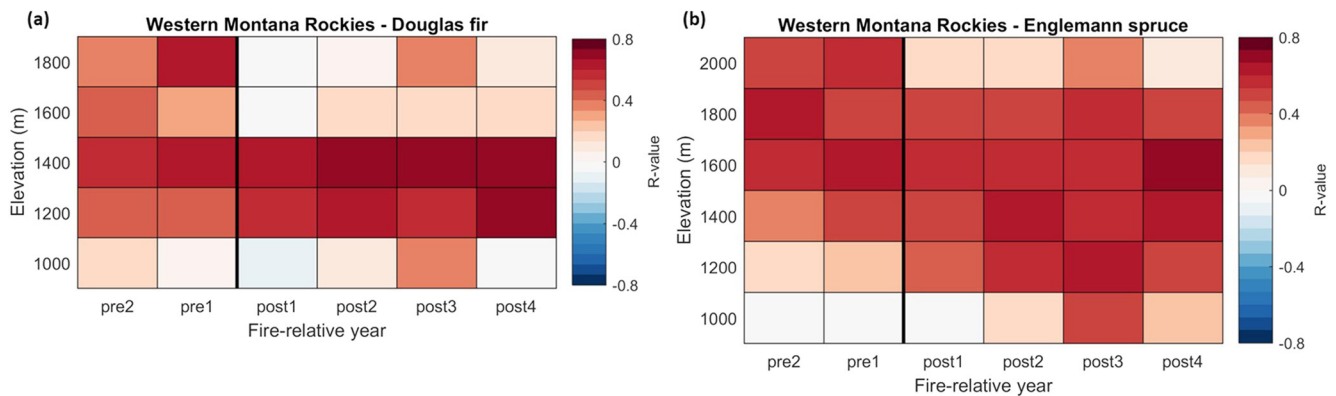 (a)
Western Montana Rockies - Douglas fir
Elevation (m)
1800
1600
1400
1200
1000
pre2 pre1 post1 post2 post3 post4
Fire-relative year
0.8
0.4
0
-0.4
-0.8
R-value
(b)
Western Montana Rockies - Englemann spruce
Elevation (m)
2000
1800
1600
1400
1200
1000
pre2 pre1 post1 post2 post3 post4
Fire-relative year
0.8
0.4
0
-0.4
-0.8
R-value